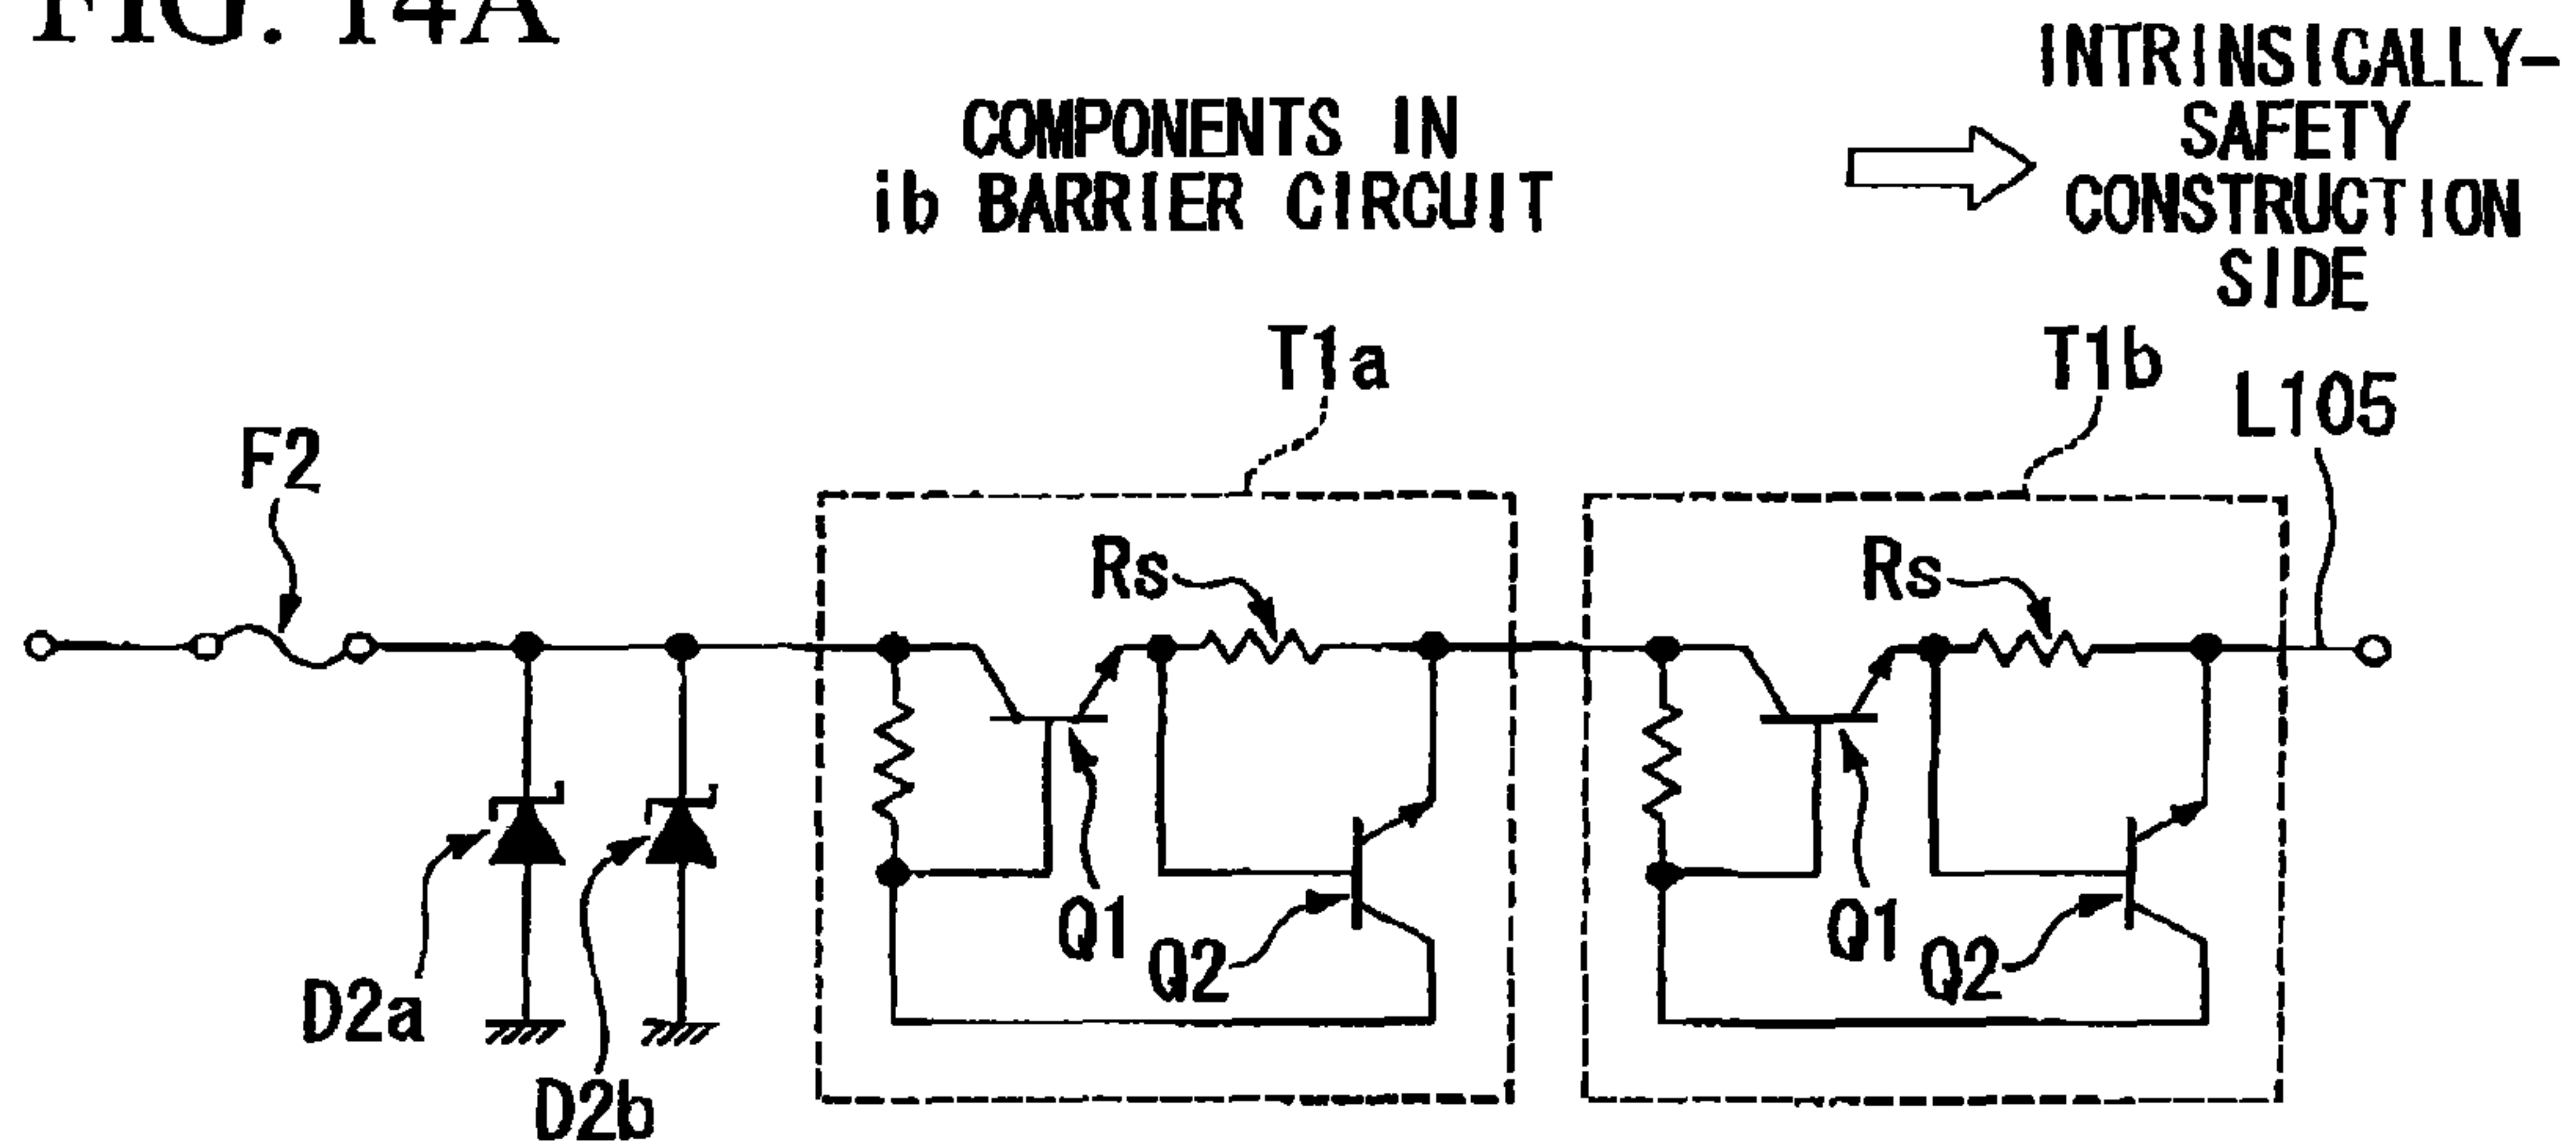 FIG. 14A
COMPONENTS IN
ib BARRIER CIRCUIT
INTRINSICALLY-
SAFETY
CONSTRUCTION
SIDE
T1a
T1b
L105
F2
Rs
Rs
Q1
Q2
Q1
Q2
D2a
D2b